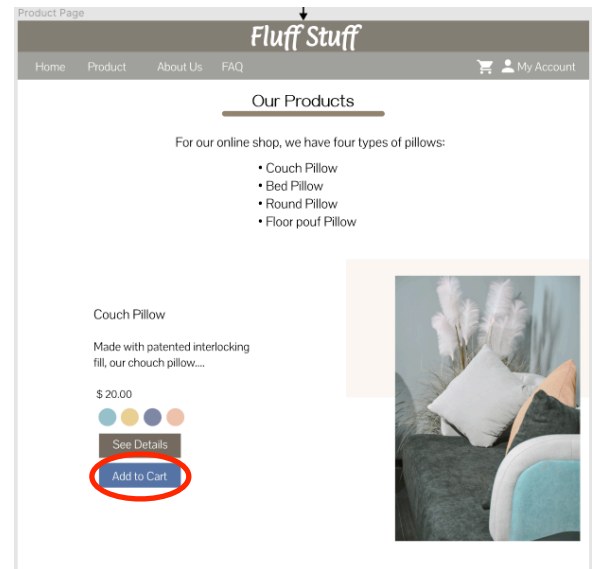 Product Page
Fluff Stuff
Home Product About Us FAQ My Account
Our Products
For our online shop, we have four types of pillows:
• Couch Pillow
• Bed Pillow
• Round Pillow
• Floor pouf Pillow
Couch Pillow
Made with patented interlocking
fill, our chouch pillow....
$ 20.00
See Details
Add to Cart